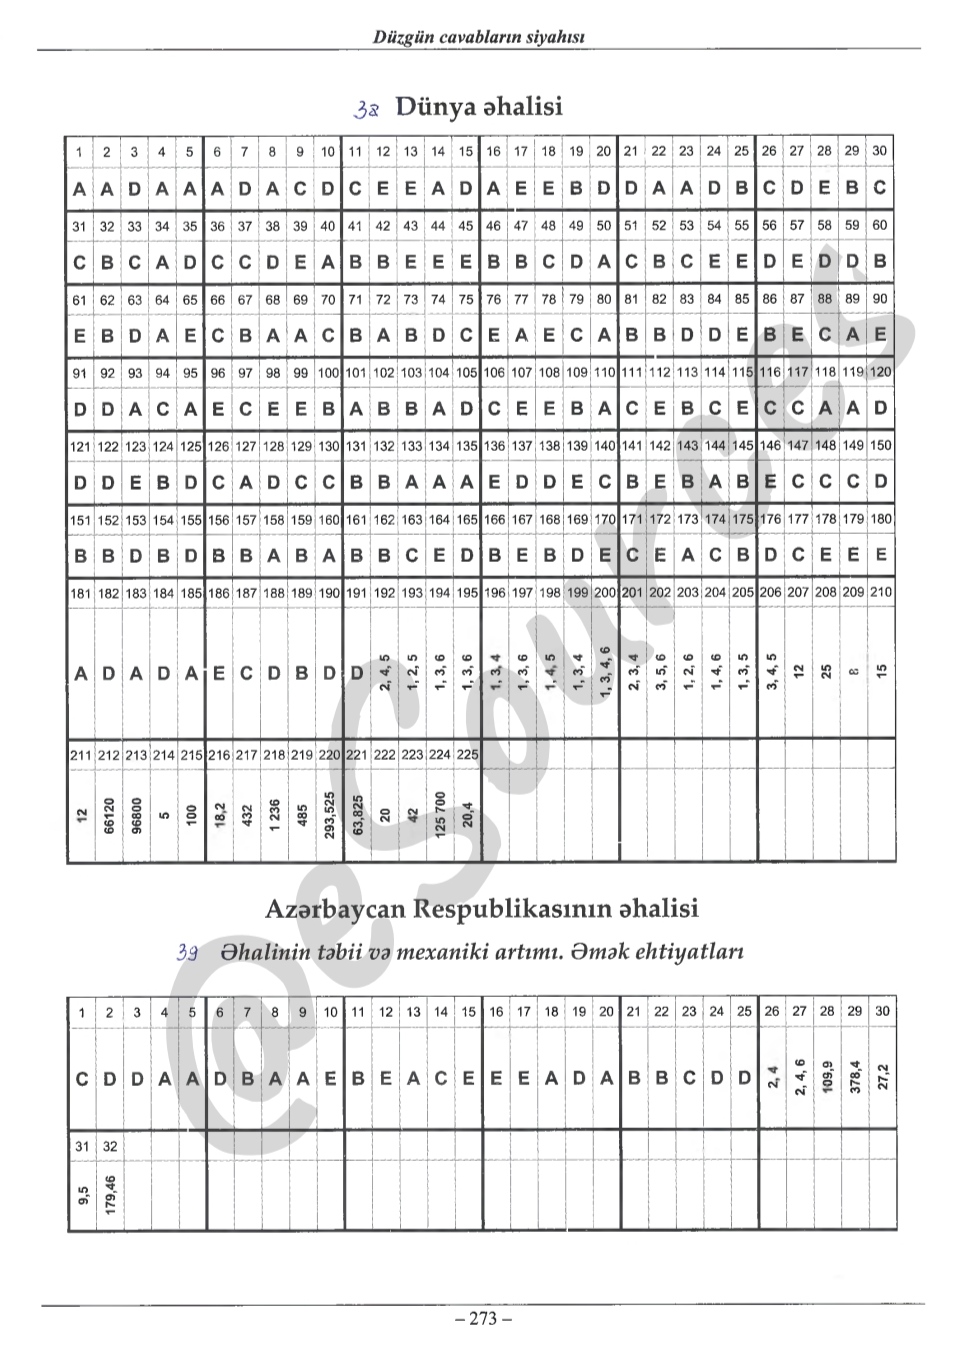 Düzgün cavabların siyahısı
38 Dünya əhalisi
1 2 3 4 5 6 7 8 9 10 11 12 13 14 15 16 17 18 19 20 21 22 23 24 25 26 27 28 29 30
A A D A A A D A C D C E E A D A E E B D D A A D B C D E B C
31 32 33 34 35 36 37 38 39 40 41 42 43 44 45 46 47 48 49 50 51 52 53 54 55 56 57 58 59 60
C B C A D C C D E A B B E E E B B C D A C B C E E D E D D B
61 62 63 64 65 66 67 68 69 70 71 72 73 74 75 76 77 78 79 80 81 82 83 84 85 86 87 88 89 90
E B D A E C B A A C B A B D C E A E C A B B D D E B E C A E
91 92 93 94 95 96 97 98 99 100 101 102 103 104 105 106 107 108 109 110 111 112 113 114 115 116 117 118 119 120
D D A C A E C E E B A B B A D C E E B A C E B C E C C A A D
121 122 123 124 125 126 127 128 129 130 131 132 133 134 135 136 137 138 139 140 141 142 143 144 145 146 147 148 149 150
D D E B D C A D C C B B A A A E D D E C B E B A B E C C C D
151 152 153 154 155 156 157 158 159 160 161 162 163 164 165 166 167 168 169 170 171 172 173 174 175 176 177 178 179 180
B B D B D B B A B A B B C E D B E B D E C E A C B D C E E E
181 182 183 184 185 186 187 188 189 190 191 192 193 194 195 196 197 198 199 200 201 202 203 204 205 206 207 208 209 210
A D A D A E C D B D D 2, 4, 5 1, 2, 5 1, 3, 6 1, 3, 6 1, 3, 4 1, 3, 6 1, 4, 5 1, 3, 4 1, 3, 4, 6 2, 3, 4 3, 5, 6 1, 2, 6 1, 4, 6 1, 3, 5 3, 4, 5 12 25 8 15
211 212 213 214 215 216 217 218 219 220 221 222 223 224 225
12 66120 96800 5 100 18,2 432 1 236 485 293,525 63,825 20 42 125 700 20,4
Azərbaycan Respublikasının əhalisi
39 Əhalinin təbii və mexaniki artımı. Əmək ehtiyatları
1 2 3 4 5 6 7 8 9 10 11 12 13 14 15 16 17 18 19 20 21 22 23 24 25 26 27 28 29 30
C D D A A D B A A E B E A C E E E A D A B B C D D 2, 4 2, 4, 6 109,9 378,4 27,2
31 32
9,5 179,46
@eSources
– 273 –